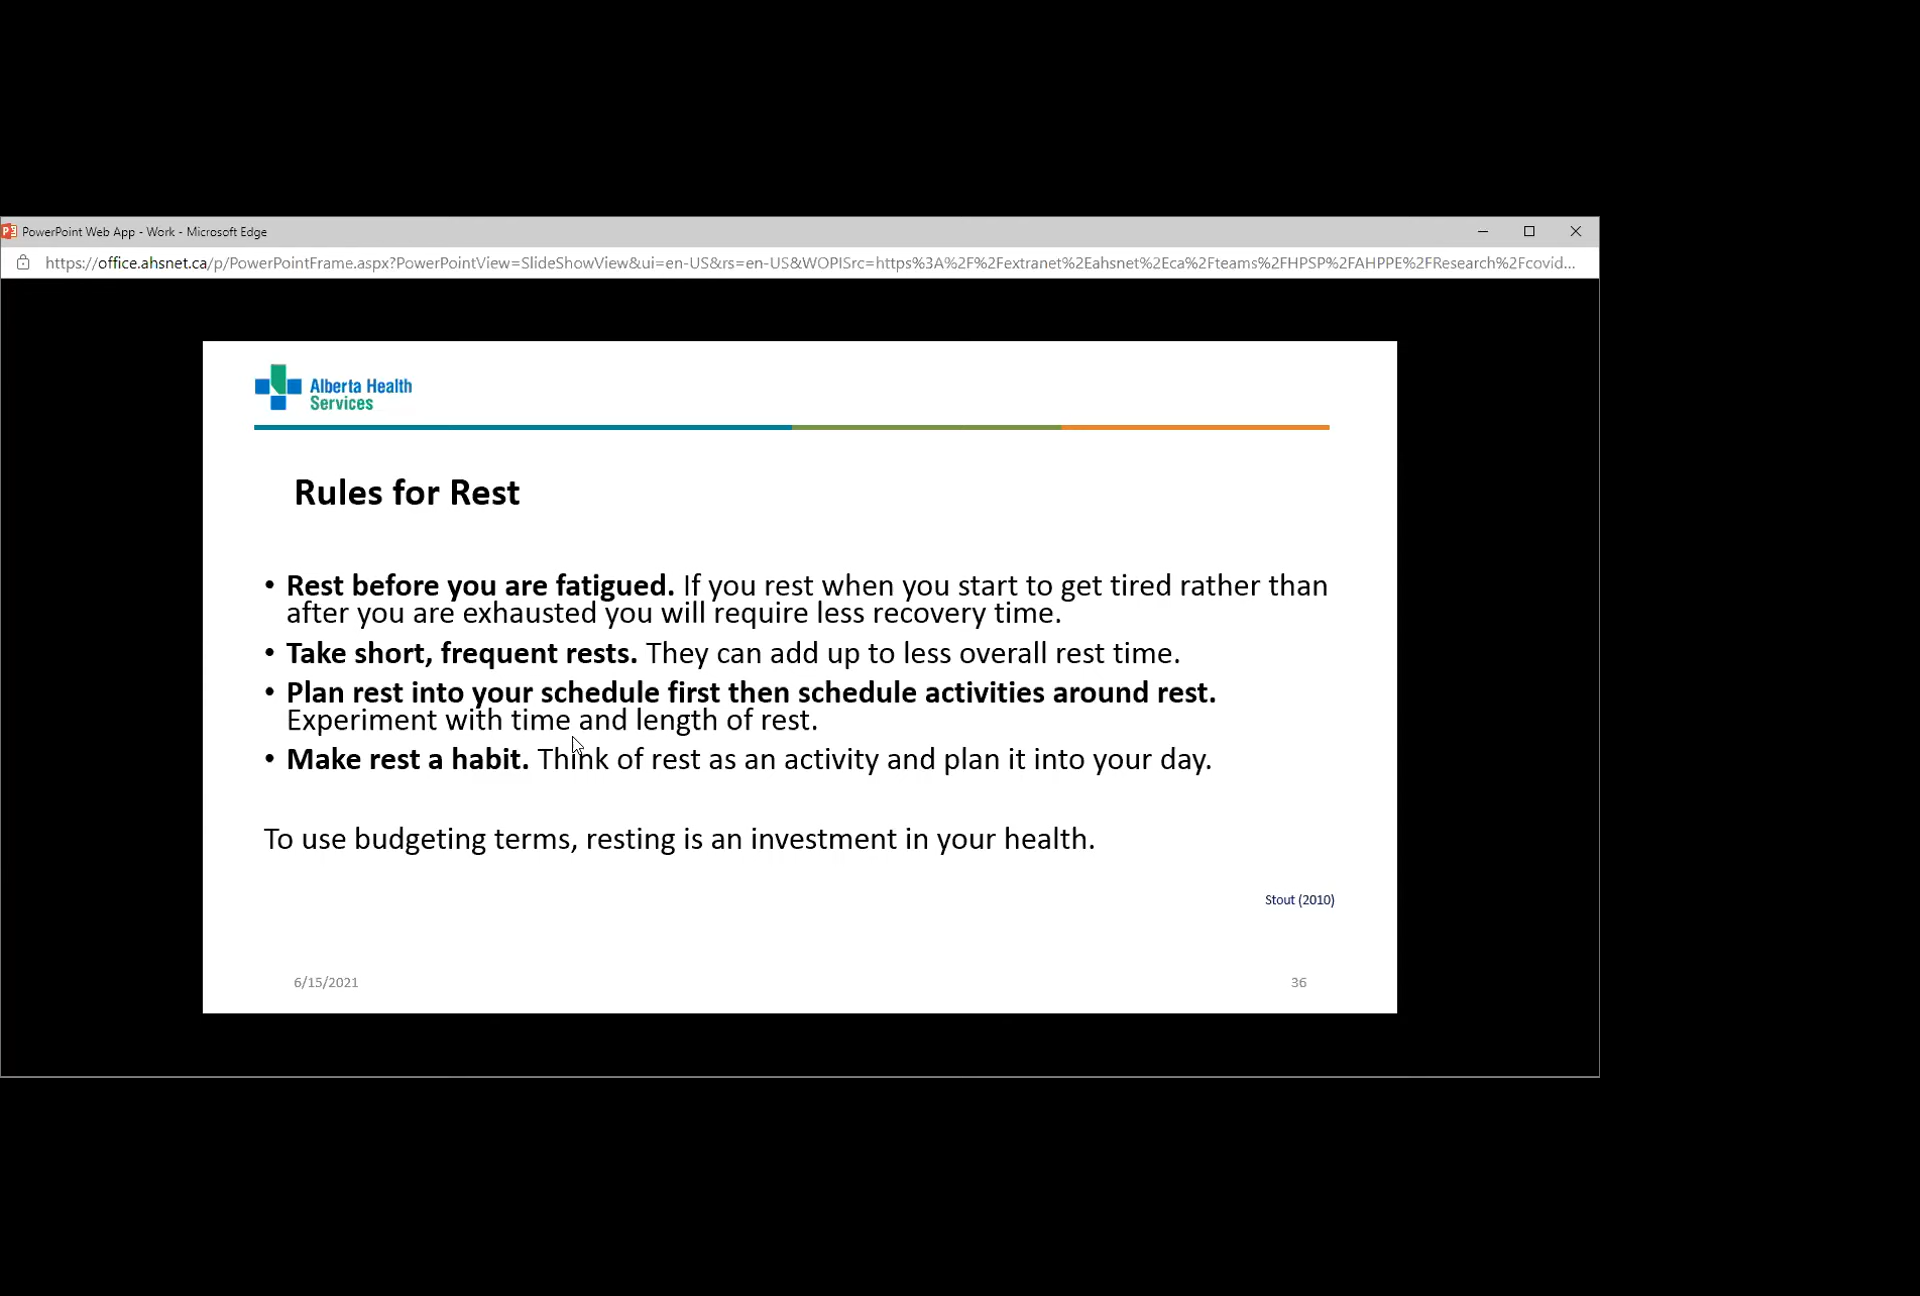 PowerPoint Web App - Work - Microsoft Edge
https://office.ahsnet.ca/p/PowerPointFrame.aspx?PowerPointView=SlideShowView&ui=en-US&rs=en-US&WOPISrc=https%3A%2F%2Fextranet%2Eahsnet%2Eca%2Fteams%2FHPSP%2FAHPPE%2FResearch%2Fcovid...
Alberta Health
Services
Rules for Rest
• Rest before you are fatigued. If you rest when you start to get tired rather than
after you are exhausted you will require less recovery time.
• Take short, frequent rests. They can add up to less overall rest time.
• Plan rest into your schedule first then schedule activities around rest.
Experiment with time and length of rest.
• Make rest a habit. Think of rest as an activity and plan it into your day.
To use budgeting terms, resting is an investment in your health.
Stout (2010)
6/15/2021
36